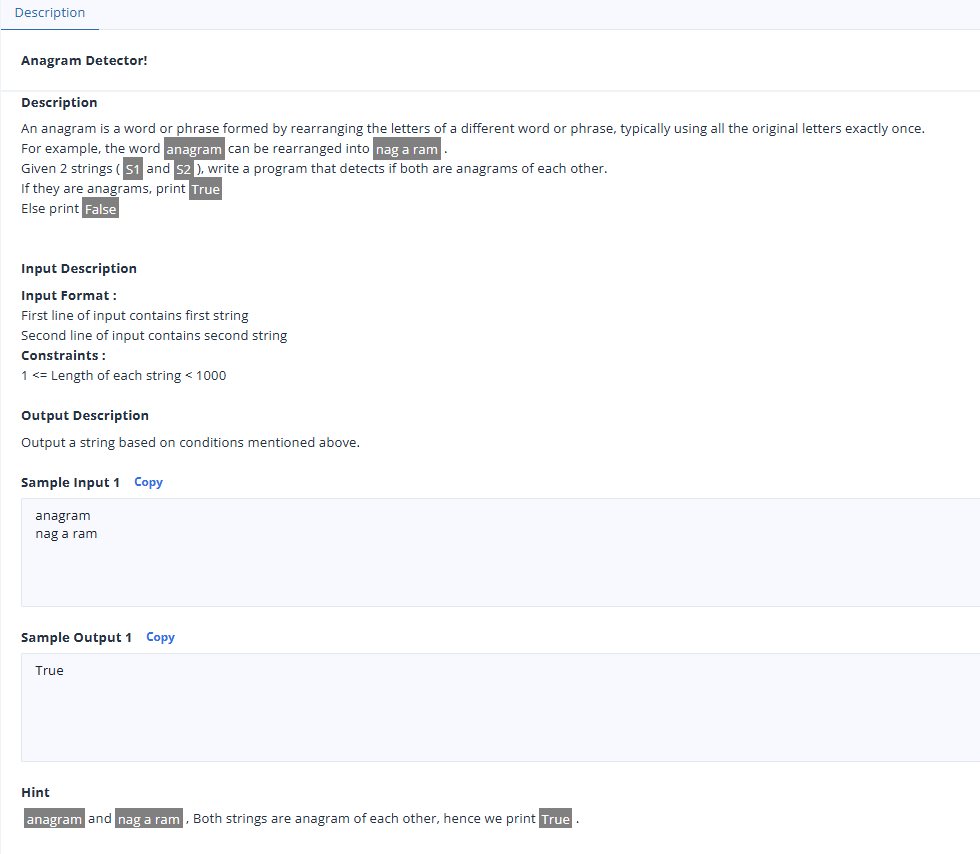 Description
Anagram Detector!
Description
An anagram is a word or phrase formed by rearranging the letters of a different word or phrase, typically using all the original letters exactly once.
For example, the word anagram can be rearranged into nag a ram .
Given 2 strings ( S1 and S2 ), write a program that detects if both are anagrams of each other.
If they are anagrams, print True
Else print False
Input Description
Input Format :
First line of input contains first string
Second line of input contains second string
Constraints :
1 <= Length of each string < 1000
Output Description
Output a string based on conditions mentioned above.
Sample Input 1 Copy
anagram
nag a ram
Sample Output 1 Copy
True
Hint
anagram and nag a ram , Both strings are anagram of each other, hence we print True .